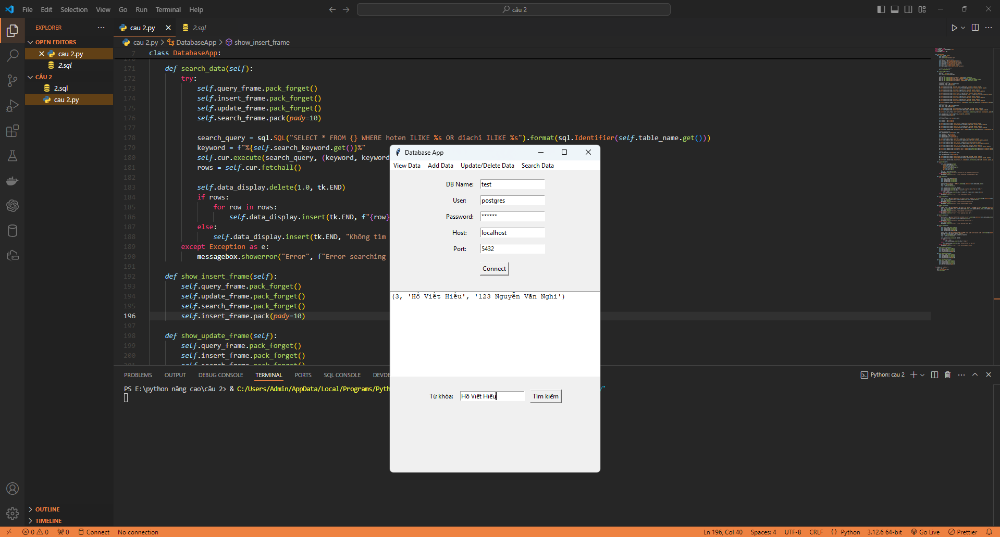 File Edit Selection View Go Run Terminal Help
câu 2
EXPLORER
OPEN EDITORS
cau 2.py
2.sql
CÂU 2
2.sql
cau 2.py
OUTLINE
TIMELINE
cau 2.py 2.sql
cau 2.py > DatabaseApp > show_insert_frame
7 class DatabaseApp:
170
171 def search_data(self):
172 try:
173 self.query_frame.pack_forget()
174 self.insert_frame.pack_forget()
175 self.update_frame.pack_forget()
176 self.search_frame.pack(pady=10)
177
178 search_query = sql.SQL("SELECT * FROM {} WHERE hoten ILIKE %s OR diachi ILIKE %s").format(sql.Identifier(self.table_name.get()))
179 keyword = f"%{self.search_keyword.get()}%"
180 self.cur.execute(search_query, (keyword, keyword
181 rows = self.cur.fetchall()
182
183 self.data_display.delete(1.0, tk.END)
184 if rows:
185 for row in rows:
186 self.data_display.insert(tk.END, f"{row}
187 else:
188 self.data_display.insert(tk.END, "Không tìm
189 except Exception as e:
190 messagebox.showerror("Error", f"Error searching
191
192 def show_insert_frame(self):
193 self.query_frame.pack_forget()
194 self.update_frame.pack_forget()
195 self.search_frame.pack_forget()
196 self.insert_frame.pack(pady=10)
197
198 def show_update_frame(self):
199 self.query_frame.pack_forget()
200 self.insert_frame.pack_forget()
201 self.search_frame.pack_forget()
Database App
View Data Add Data Update/Delete Data Search Data
DB Name: test
User: postgres
Password: ******
Host: localhost
Port: 5432
Connect
(3, 'Hồ Viết Hiếu', '123 Nguyễn Văn Nghi')
Từ khóa: Hồ Viết Hiếu Tìm kiếm
PROBLEMS OUTPUT DEBUG CONSOLE TERMINAL PORTS SQL CONSOLE DEVDE
Python: cau 2
PS E:\python nâng cao\câu 2> & C:/Users/Admin/AppData/Local/Programs/Pyth
"
0 0 0 Connect No connection
Ln 196, Col 40 Spaces: 4 UTF-8 CRLF {} Python 3.12.6 64-bit Go Live Prettier